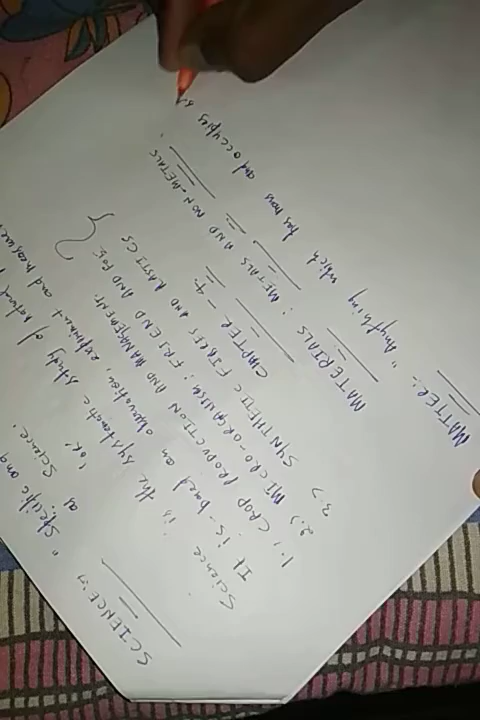 SCIENCE :-
" Specific and
as Science.
'or'
Science is the systematic study of natural
It is based on observation, experiment and measure
1.) CROP PRODUCTION AND MANAGEMENT.
2.) MICRO-ORGANISM : FRIEND AND FOE.
3.) SYNTHETIC FIBRES AND PLASTICS
CHAPTER - 4
MATERIALS : METALS AND NON-METALS
MATTER:- "Anything which has mass and occupies